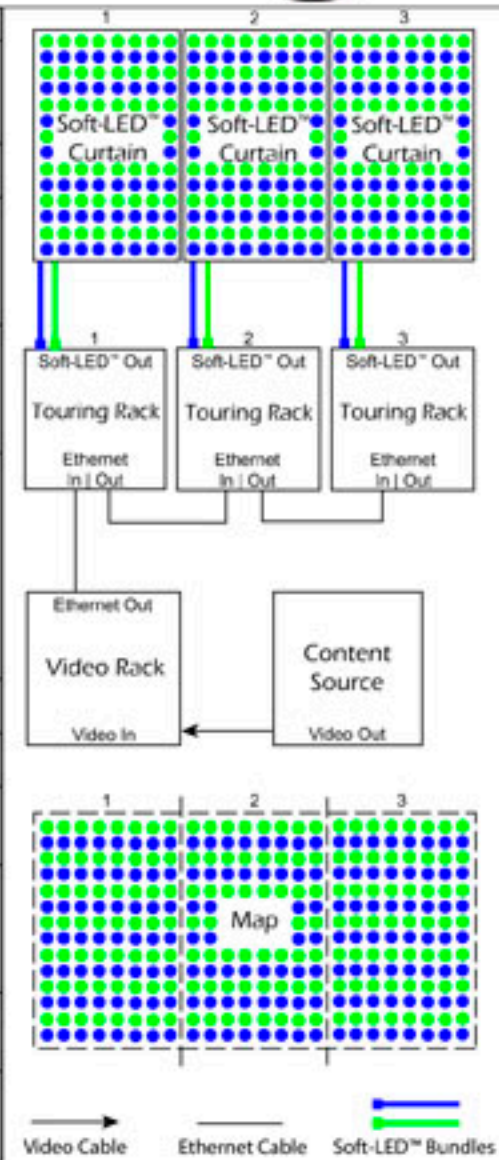 1 2 3
Soft-LED™ Soft-LED™ Soft-LED™
Curtain Curtain Curtain
1 2 3
Soft-LED™ Out Soft-LED™ Out Soft-LED™ Out
Touring Rack Touring Rack Touring Rack
Ethernet Ethernet Ethernet
In | Out In | Out In | Out
Ethernet Out
Video Rack
Video In
Content
Source
Video Out
1 2 3
Map
Video Cable Ethernet Cable Soft-LED™ Bundles